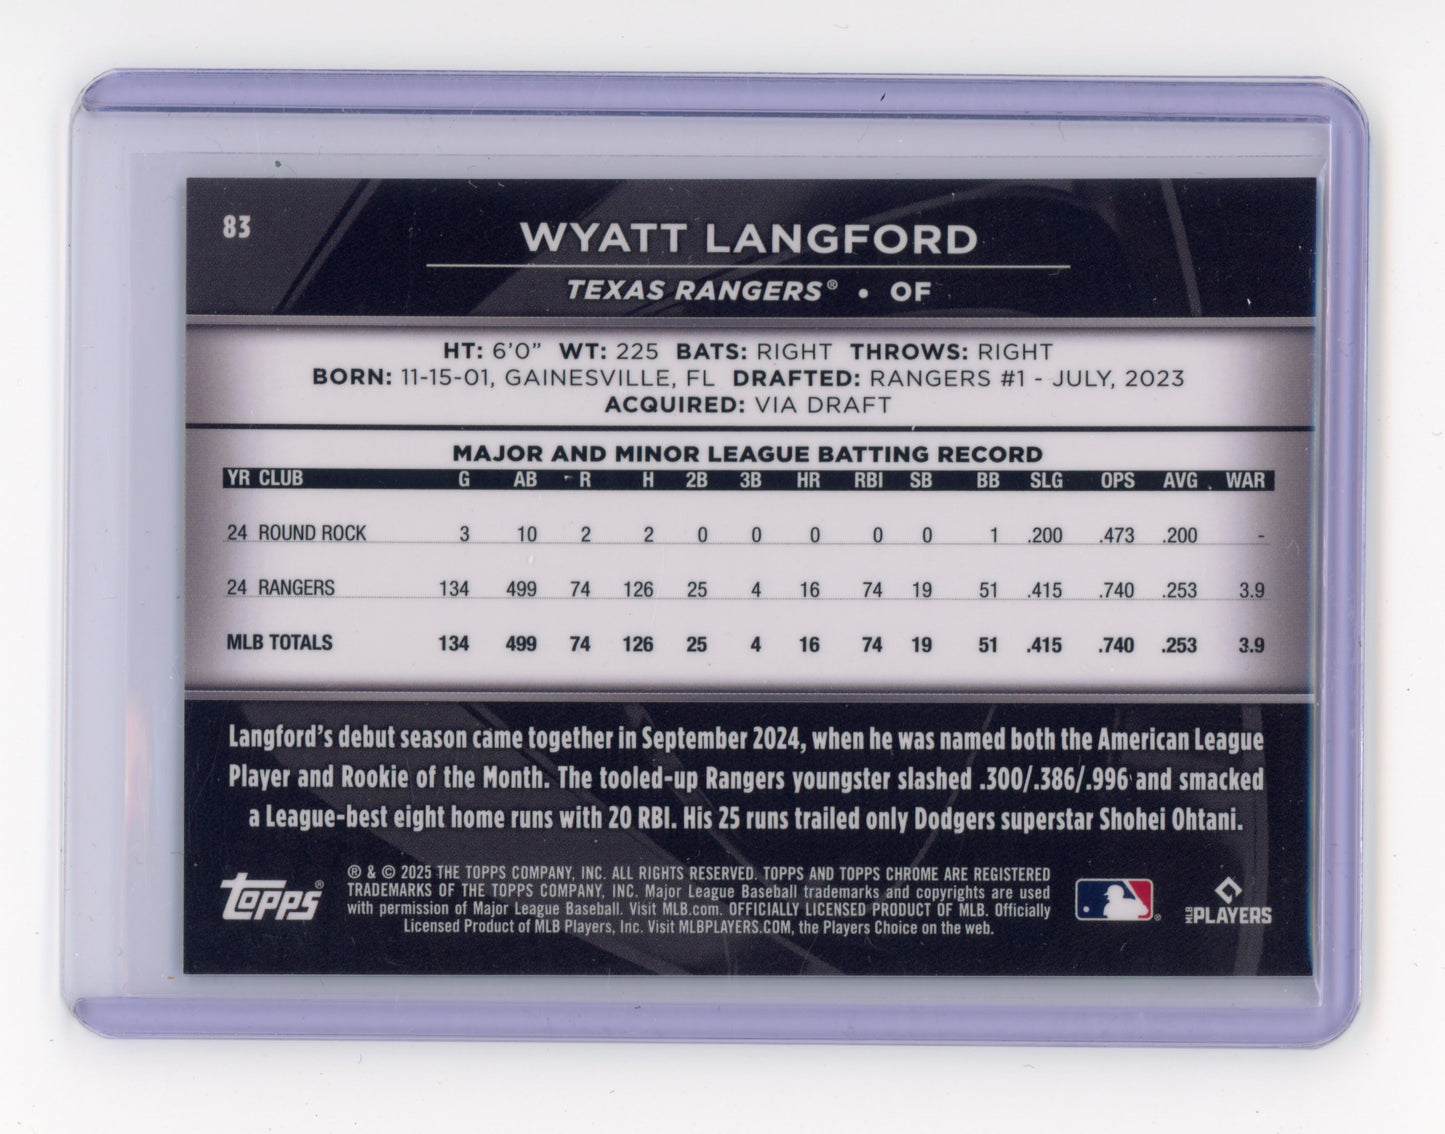 83
WYATT LANGFORD
TEXAS RANGERS® • OF
HT: 6'0" WT: 225 BATS: RIGHT THROWS: RIGHT
BORN: 11-15-01, GAINESVILLE, FL DRAFTED: RANGERS #1 - JULY, 2023
ACQUIRED: VIA DRAFT
MAJOR AND MINOR LEAGUE BATTING RECORD
YR CLUB G AB R H 2B 3B HR RBI SB BB SLG OPS AVG WAR
24 ROUND ROCK 3 10 2 2 0 0 0 0 0 1 .200 .473 .200 -
24 RANGERS 134 499 74 126 25 4 16 74 19 51 .415 .740 .253 3.9
MLB TOTALS 134 499 74 126 25 4 16 74 19 51 .415 .740 .253 3.9
Langford's debut season came together in September 2024, when he was named both the American League
Player and Rookie of the Month. The tooled-up Rangers youngster slashed .300/.386/.996 and smacked
a League-best eight home runs with 20 RBI. His 25 runs trailed only Dodgers superstar Shohei Ohtani.
topps®
® & © 2025 THE TOPPS COMPANY, INC. ALL RIGHTS RESERVED. TOPPS AND TOPPS CHROME ARE REGISTERED
TRADEMARKS OF THE TOPPS COMPANY, INC. Major League Baseball trademarks and copyrights are used
with permission of Major League Baseball. Visit MLB.com. OFFICIALLY LICENSED PRODUCT OF MLB. Officially
Licensed Product of MLB Players, Inc. Visit MLBPLAYERS.COM, the Players Choice on the web.
MLB PLAYERS